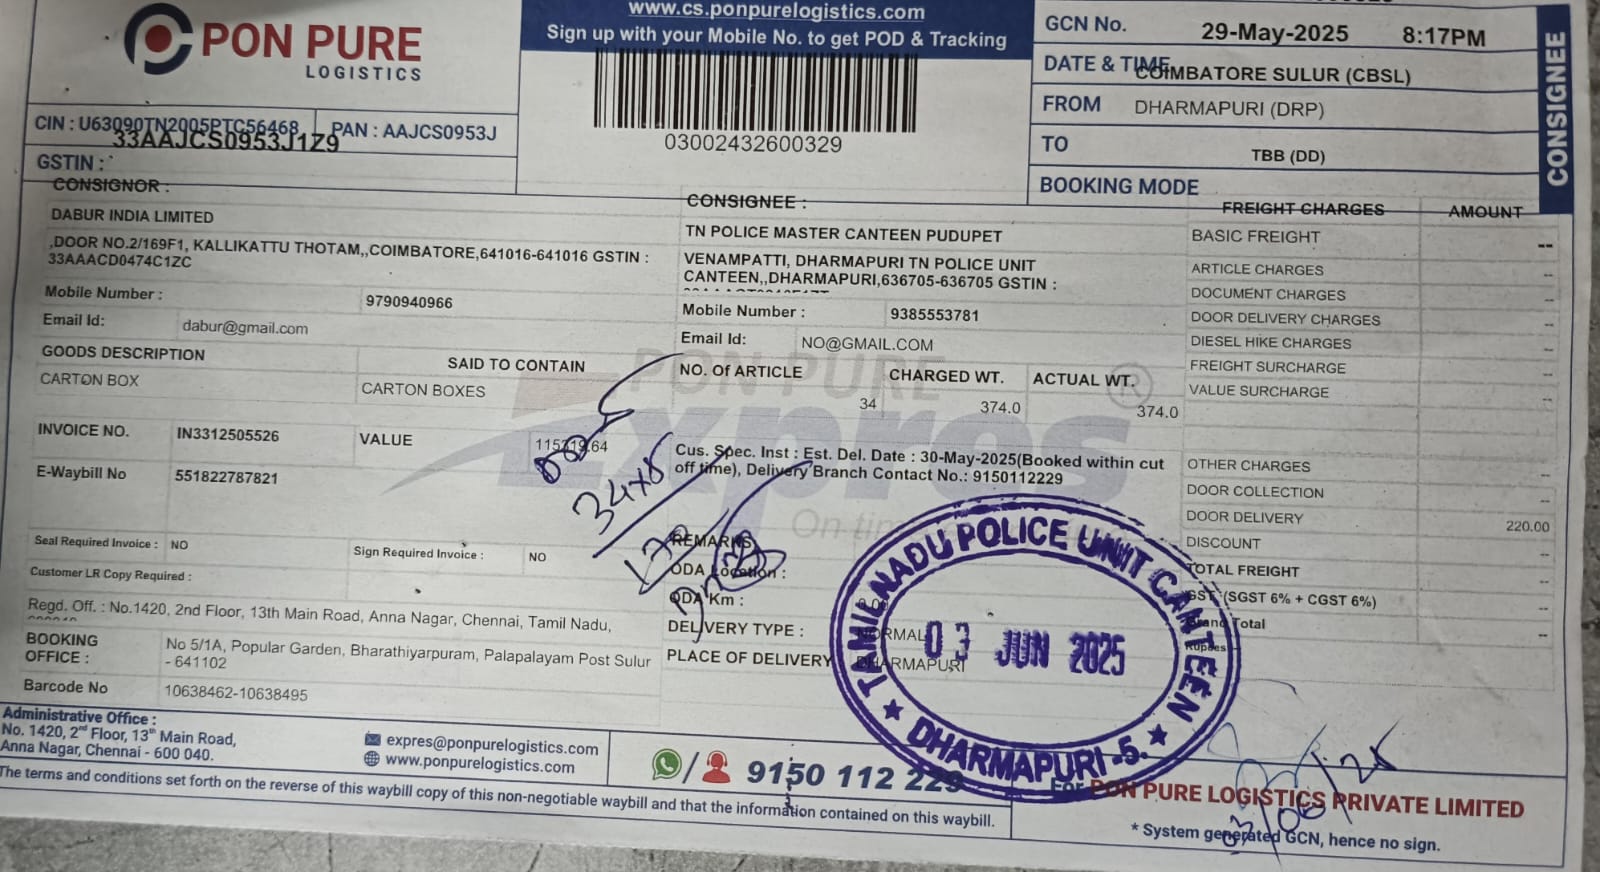 PON PURE
LOGISTICS
www.cs.ponpurelogistics.com
Sign up with your Mobile No. to get POD & Tracking
03002432600329
GCN No.
29-May-2025 8:17PM
DATE & TIME
COIMBATORE SULUR (CBSL)
FROM
DHARMAPURI (DRP)
TO
TBB (DD)
BOOKING MODE
CONSIGNEE
CIN : U63090TN2005PTC56468
PAN : AAJCS0953J
33AAJCS0953J1Z9
GSTIN :
CONSIGNOR :
DABUR INDIA LIMITED
,DOOR NO.2/169F1, KALLIKATTU THOTAM,,COIMBATORE,641016-641016 GSTIN :
33AAACD0474C1ZC
Mobile Number : 9790940966
Email Id: dabur@gmail.com
GOODS DESCRIPTION SAID TO CONTAIN
CARTON BOX CARTON BOXES
INVOICE NO. IN3312505526 VALUE
E-Waybill No 551822787821
Seal Required Invoice : NO Sign Required Invoice : NO
Customer LR Copy Required :
Regd. Off. : No.1420, 2nd Floor, 13th Main Road, Anna Nagar, Chennai, Tamil Nadu,
BOOKING
OFFICE :
No 5/1A, Popular Garden, Bharathiyarpuram, Palapalayam Post Sulur
- 641102
Barcode No 10638462-10638495
CONSIGNEE :
TN POLICE MASTER CANTEEN PUDUPET
VENAMPATTI, DHARMAPURI TN POLICE UNIT
CANTEEN,,DHARMAPURI,636705-636705 GSTIN :
Mobile Number : 9385553781
Email Id: NO@GMAIL.COM
NO. Of ARTICLE CHARGED WT. ACTUAL WT.
34 374.0 374.0
Cus. Spec. Inst : Est. Del. Date : 30-May-2025(Booked within cut
off time), Delivery Branch Contact No.: 9150112229
34x5
REMARKS
ODA Location :
ODA Km : 0.00
DELIVERY TYPE : NORMAL
PLACE OF DELIVERY DHARMAPURI
FREIGHT CHARGES AMOUNT
BASIC FREIGHT --
ARTICLE CHARGES --
DOCUMENT CHARGES --
DOOR DELIVERY CHARGES --
DIESEL HIKE CHARGES --
FREIGHT SURCHARGE --
VALUE SURCHARGE --
OTHER CHARGES --
DOOR COLLECTION --
DOOR DELIVERY 220.00
DISCOUNT --
TOTAL FREIGHT --
GST (SGST 6% + CGST 6%) --
Grand Total --
Rupees
PON PURE
Expres
®
TAMILNADU POLICE UNIT CANTEEN
03 JUN 2025
★ DHARMAPURI-5. ★
Administrative Office :
No. 1420, 2nd Floor, 13th Main Road,
Anna Nagar, Chennai - 600 040.
expres@ponpurelogistics.com
www.ponpurelogistics.com
9150 112 229
The terms and conditions set forth on the reverse of this waybill copy of this non-negotiable waybill and that the information contained on this waybill.
For PON PURE LOGISTICS PRIVATE LIMITED
03/06/25
* System generated GCN, hence no sign.